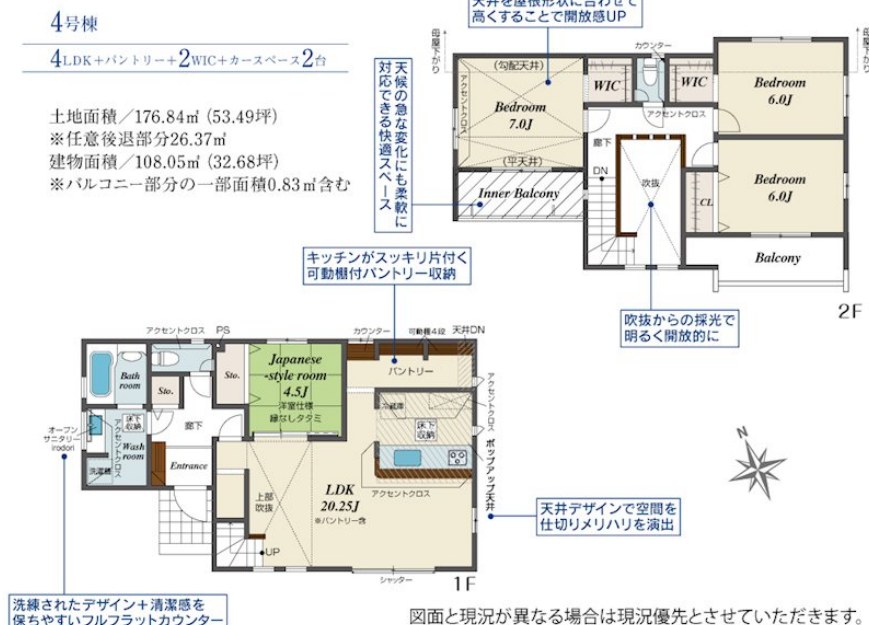 4号棟
4LDK+パントリー+2WIC+カースペース2台
土地面積／176.84㎡ (53.49坪)
※任意後退部分26.37㎡
建物面積／108.05㎡ (32.68坪)
※バルコニー部分の一部面積0.83㎡含む
天井を屋根形状に合わせて
高くすることで開放感UP
母屋下がり
(勾配天井)
アクセントクロス
Bedroom
7.0J
(平天井)
WIC
カウンター
WIC
アクセントクロス
Bedroom
6.0J
母屋下がり
天候の急な変化にも柔軟に
対応できる快適スペース
Inner Balcony
廊下
DN
吹抜
CL
Bedroom
6.0J
Balcony
2F
吹抜からの採光で
明るく開放的に
キッチンがスッキリ片付く
可動棚付パントリー収納
アクセントクロス
PS
カウンター
可動棚4段
天井DN
Bath
room
Sto.
Sto.
Japanese
-style room
4.5J
洋室仕様
縁なしタタミ
パントリー
冷蔵庫
床下
収納
アクセントクロス
ポップアップ天井
オープン
サニタリー
irodori
床下
収納
アクセントクロス
Wash
room
洗濯機
廊下
Entrance
上部
吹抜
LDK
20.25J
※パントリー含
アクセントクロス
UP
シャッター
1F
天井デザインで空間を
仕切りメリハリを演出
N
洗練されたデザイン+清潔感を
保ちやすいフルフラットカウンター
図面と現況が異なる場合は現況優先とさせていただきます。